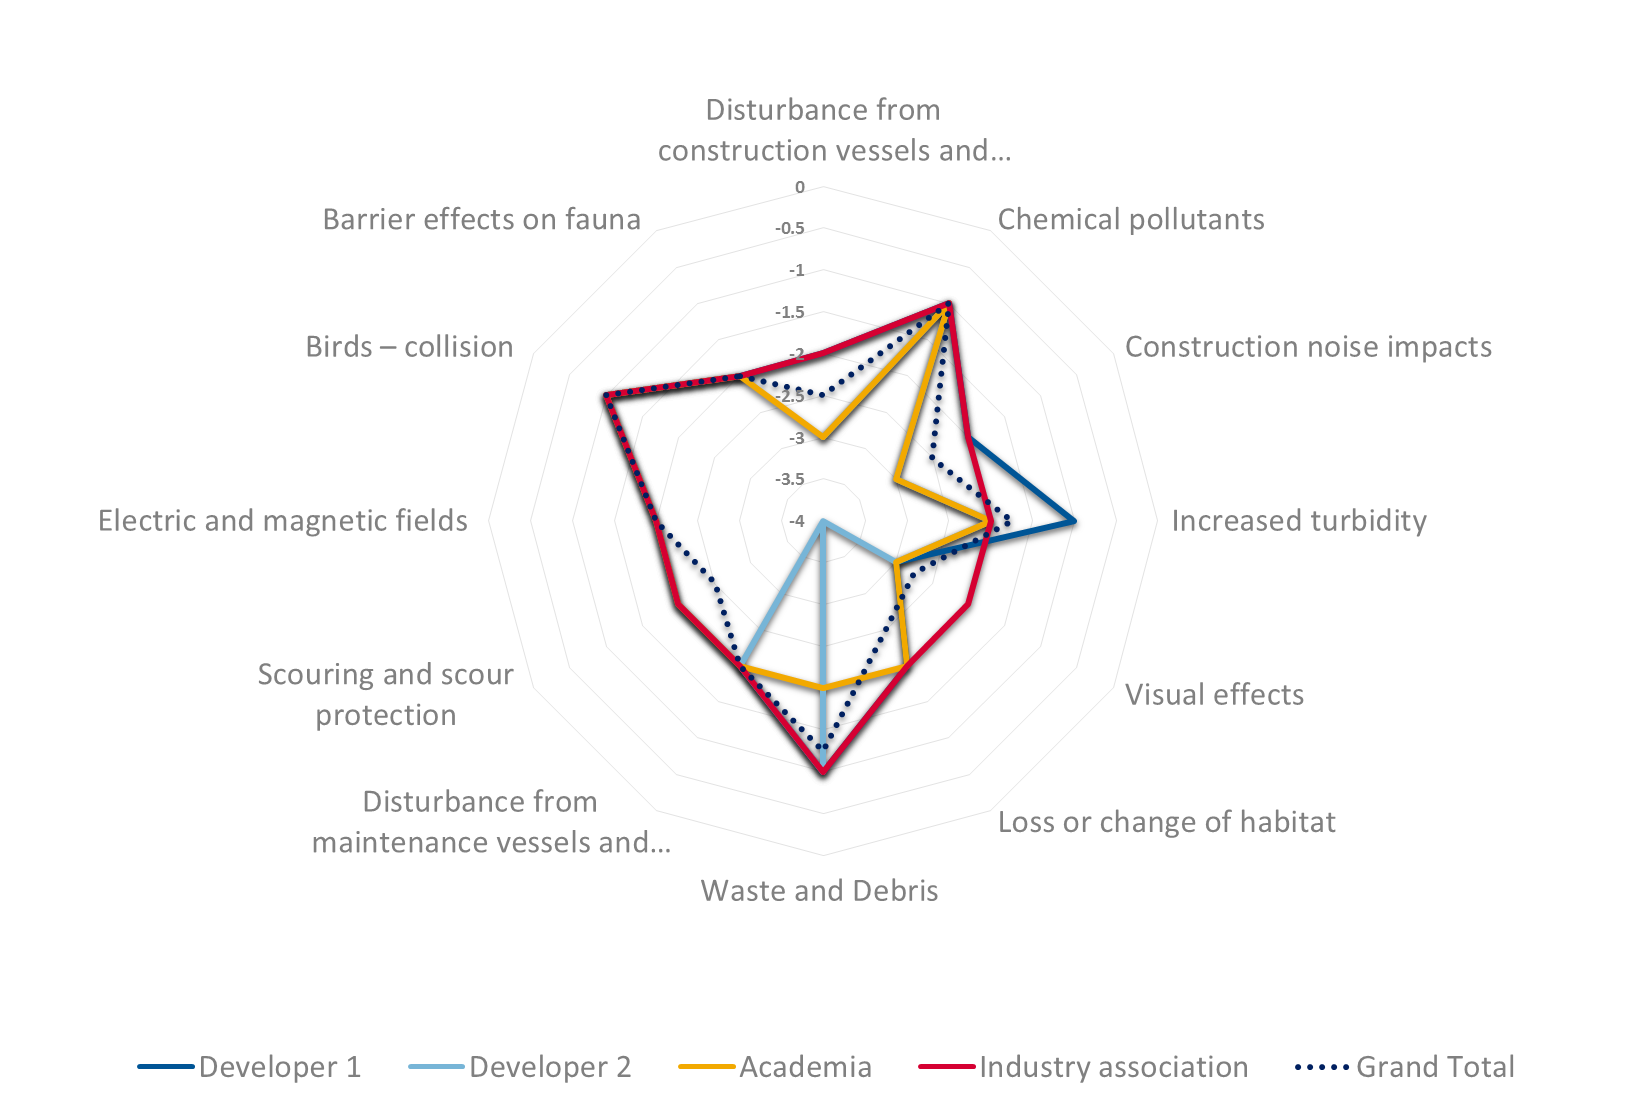 Disturbance from
construction vessels and...
Chemical pollutants
Construction noise impacts
Increased turbidity
Visual effects
Loss or change of habitat
Waste and Debris
Disturbance from
maintenance vessels and...
Scouring and scour
protection
Electric and magnetic fields
Birds – collision
Barrier effects on fauna
0
-0.5
-1
-1.5
-2
-2.5
-3
-3.5
-4
Developer 1
Developer 2
Academia
Industry association
Grand Total